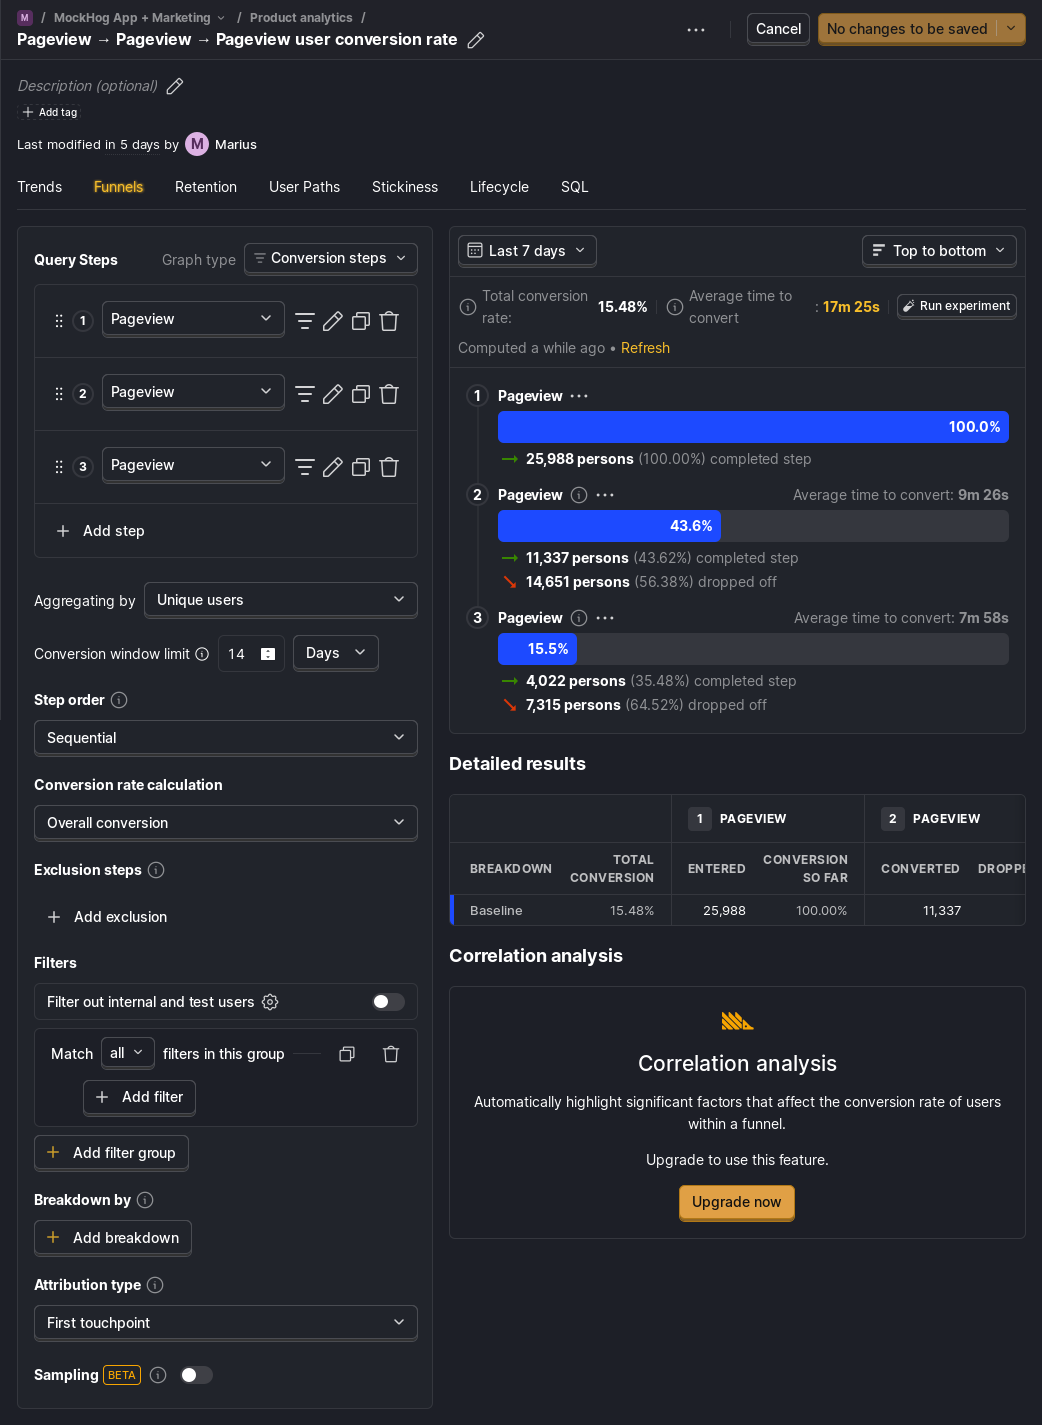 M / MockHog App + Marketing / Product analytics /
Pageview → Pageview → Pageview user conversion rate
Cancel
No changes to be saved
Description (optional)
Add tag
Last modified in 5 days by M Marius
Trends Funnels Retention User Paths Stickiness Lifecycle SQL
Query Steps Graph type Conversion steps
1 Pageview
2 Pageview
3 Pageview
Add step
Aggregating by Unique users
Conversion window limit 14 Days
Step order
Sequential
Conversion rate calculation
Overall conversion
Exclusion steps
Add exclusion
Filters
Filter out internal and test users
Match all filters in this group
Add filter
Add filter group
Breakdown by
Add breakdown
Attribution type
First touchpoint
Sampling BETA
Last 7 days Top to bottom
Total conversion rate: 15.48%
Average time to convert : 17m 25s
Run experiment
Computed a while ago • Refresh
1 Pageview
100.0%
25,988 persons (100.00%) completed step
2 Pageview Average time to convert: 9m 26s
43.6%
11,337 persons (43.62%) completed step
14,651 persons (56.38%) dropped off
3 Pageview Average time to convert: 7m 58s
15.5%
4,022 persons (35.48%) completed step
7,315 persons (64.52%) dropped off
Detailed results
1 PAGEVIEW 2 PAGEVIEW
BREAKDOWN TOTAL CONVERSION ENTERED CONVERSION SO FAR CONVERTED DROPPE
Baseline 15.48% 25,988 100.00% 11,337
Correlation analysis
Correlation analysis
Automatically highlight significant factors that affect the conversion rate of users
within a funnel.
Upgrade to use this feature.
Upgrade now